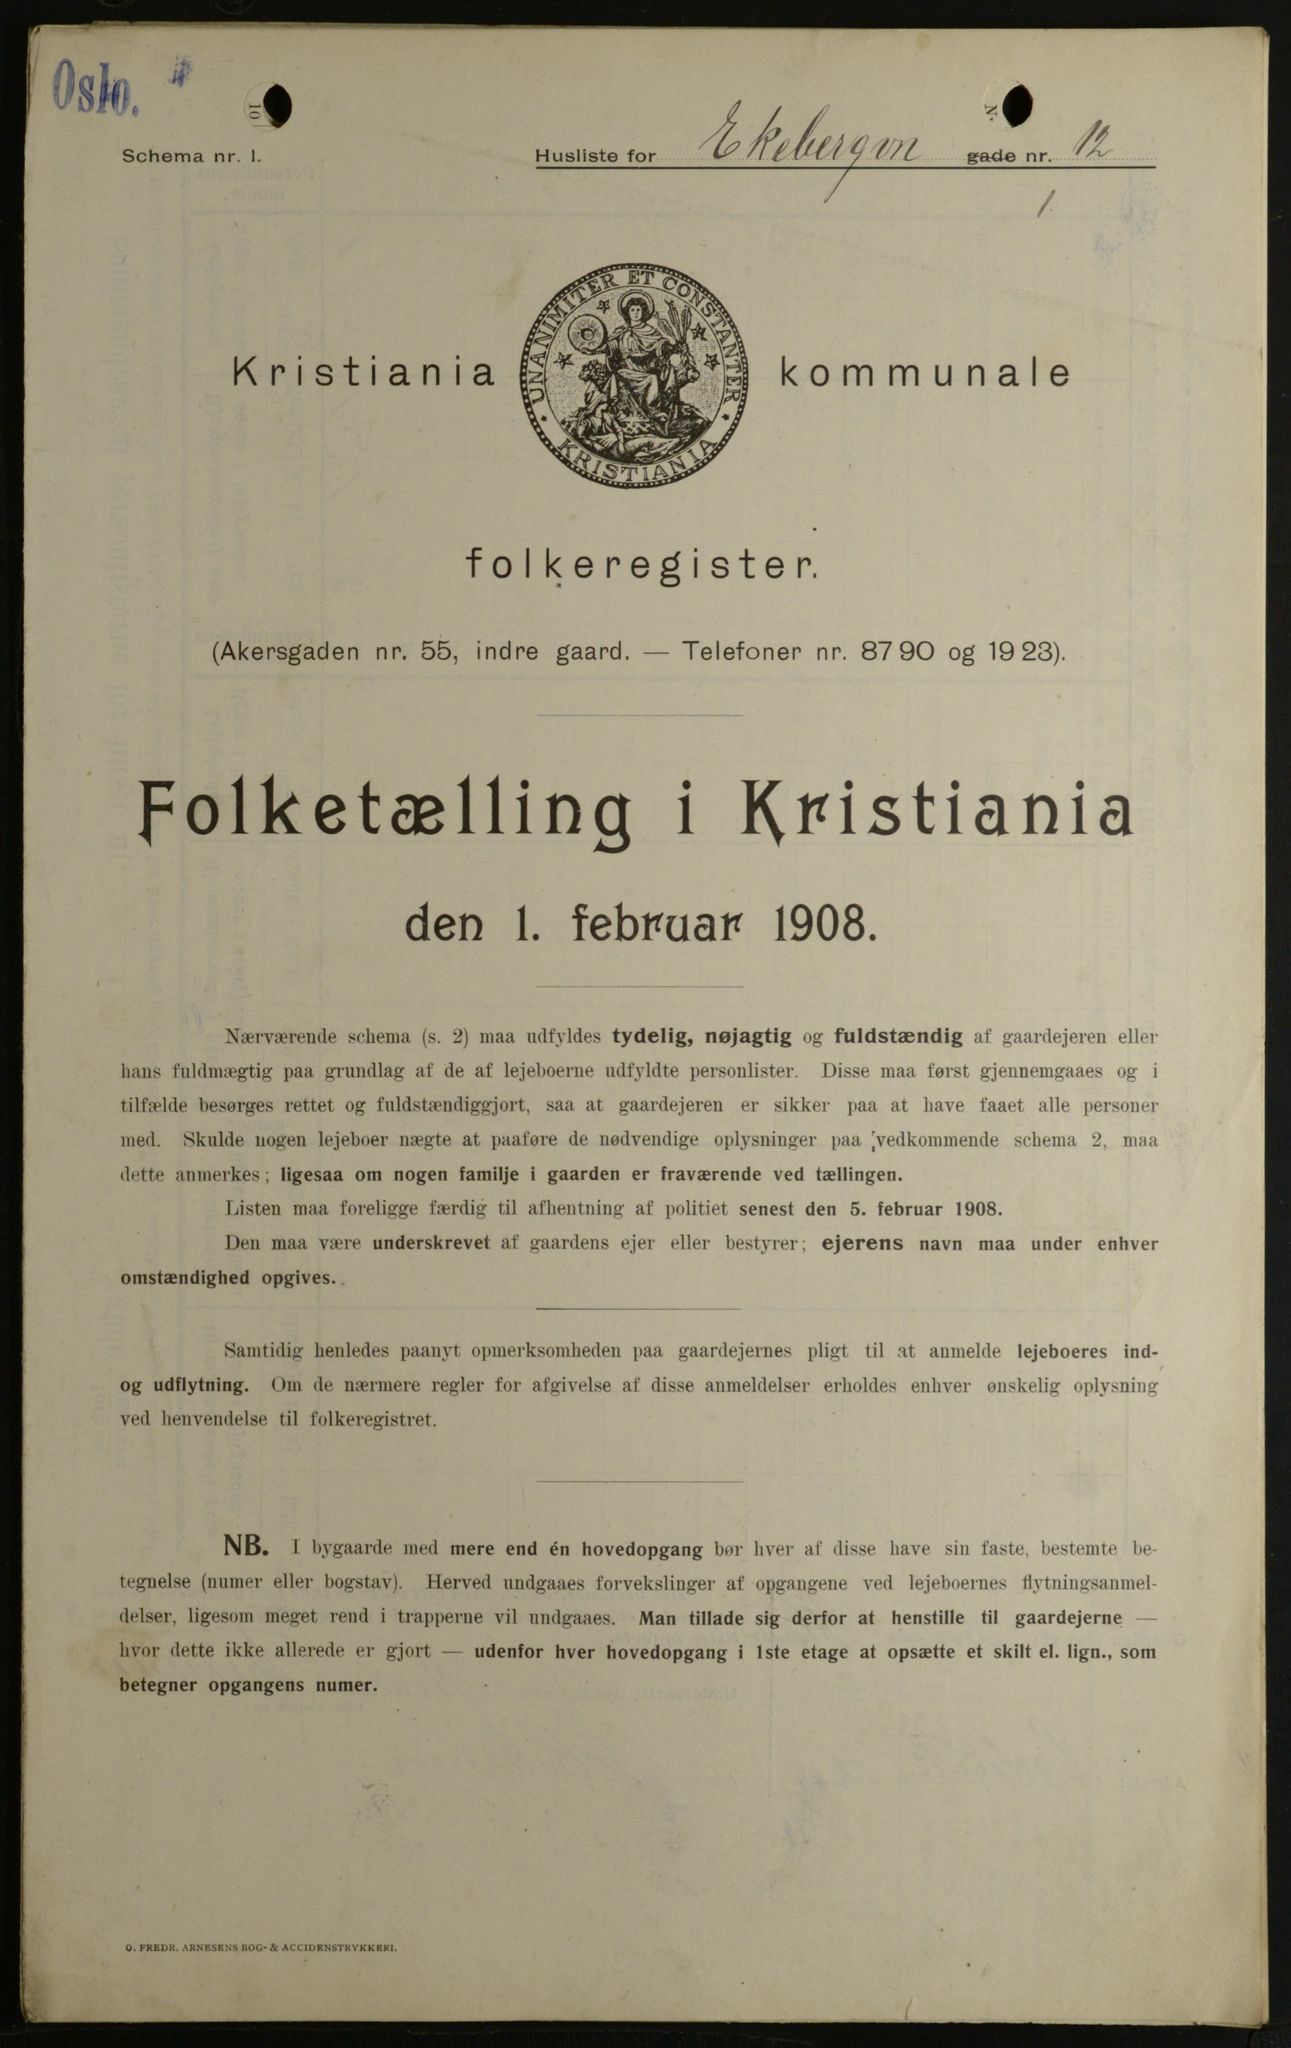 Oslo.
Schema nr. 1.
Husliste for Ekebergvn gade nr. 12
1.
UNANIMITER ET CONSTANTER
KRISTIANIA
Kristiania kommunale
folkeregister.
(Akersgaden nr. 55, indre gaard. — Telefoner nr. 87 90 og 19 23).
Folketælling i Kristiania
den 1. februar 1908.
Nærværende schema (s. 2) maa udfyldes tydelig, nøjagtig og fuldstændig af gaardejeren eller
hans fuldmægtig paa grundlag af de af lejeboerne udfyldte personlister. Disse maa først gjennemgaaes og i
tilfælde besørges rettet og fuldstændiggjort, saa at gaardejeren er sikker paa at have faaet alle personer
med. Skulde nogen lejeboer nægte at paaføre de nødvendige oplysninger paa vedkommende schema 2, maa
dette anmerkes; ligesaa om nogen familje i gaarden er fraværende ved tællingen.
Listen maa foreligge færdig til afhentning af politiet senest den 5. februar 1908.
Den maa være underskrevet af gaardens ejer eller bestyrer; ejerens navn maa under enhver
omstændighed opgives.
Samtidig henledes paanyt opmerksomheden paa gaardejernes pligt til at anmelde lejeboeres ind-
og udflytning. Om de nærmere regler for afgivelse af disse anmeldelser erholdes enhver ønskelig oplysning
ved henvendelse til folkeregistret.
NB. I bygaarde med mere end én hovedopgang bør hver af disse have sin faste, bestemte be-
tegnelse (numer eller bogstav). Herved undgaaes forvekslinger af opgangene ved lejeboernes flytningsanmel-
delser, ligesom meget rend i trapperne vil undgaaes. Man tillade sig derfor at henstille til gaardejerne —
hvor dette ikke allerede er gjort — udenfor hver hovedopgang i 1ste etage at opsætte et skilt el. lign., som
betegner opgangens numer.
O. FREDR. ARNESENS BOG- & ACCIDENSTRYKKERI.